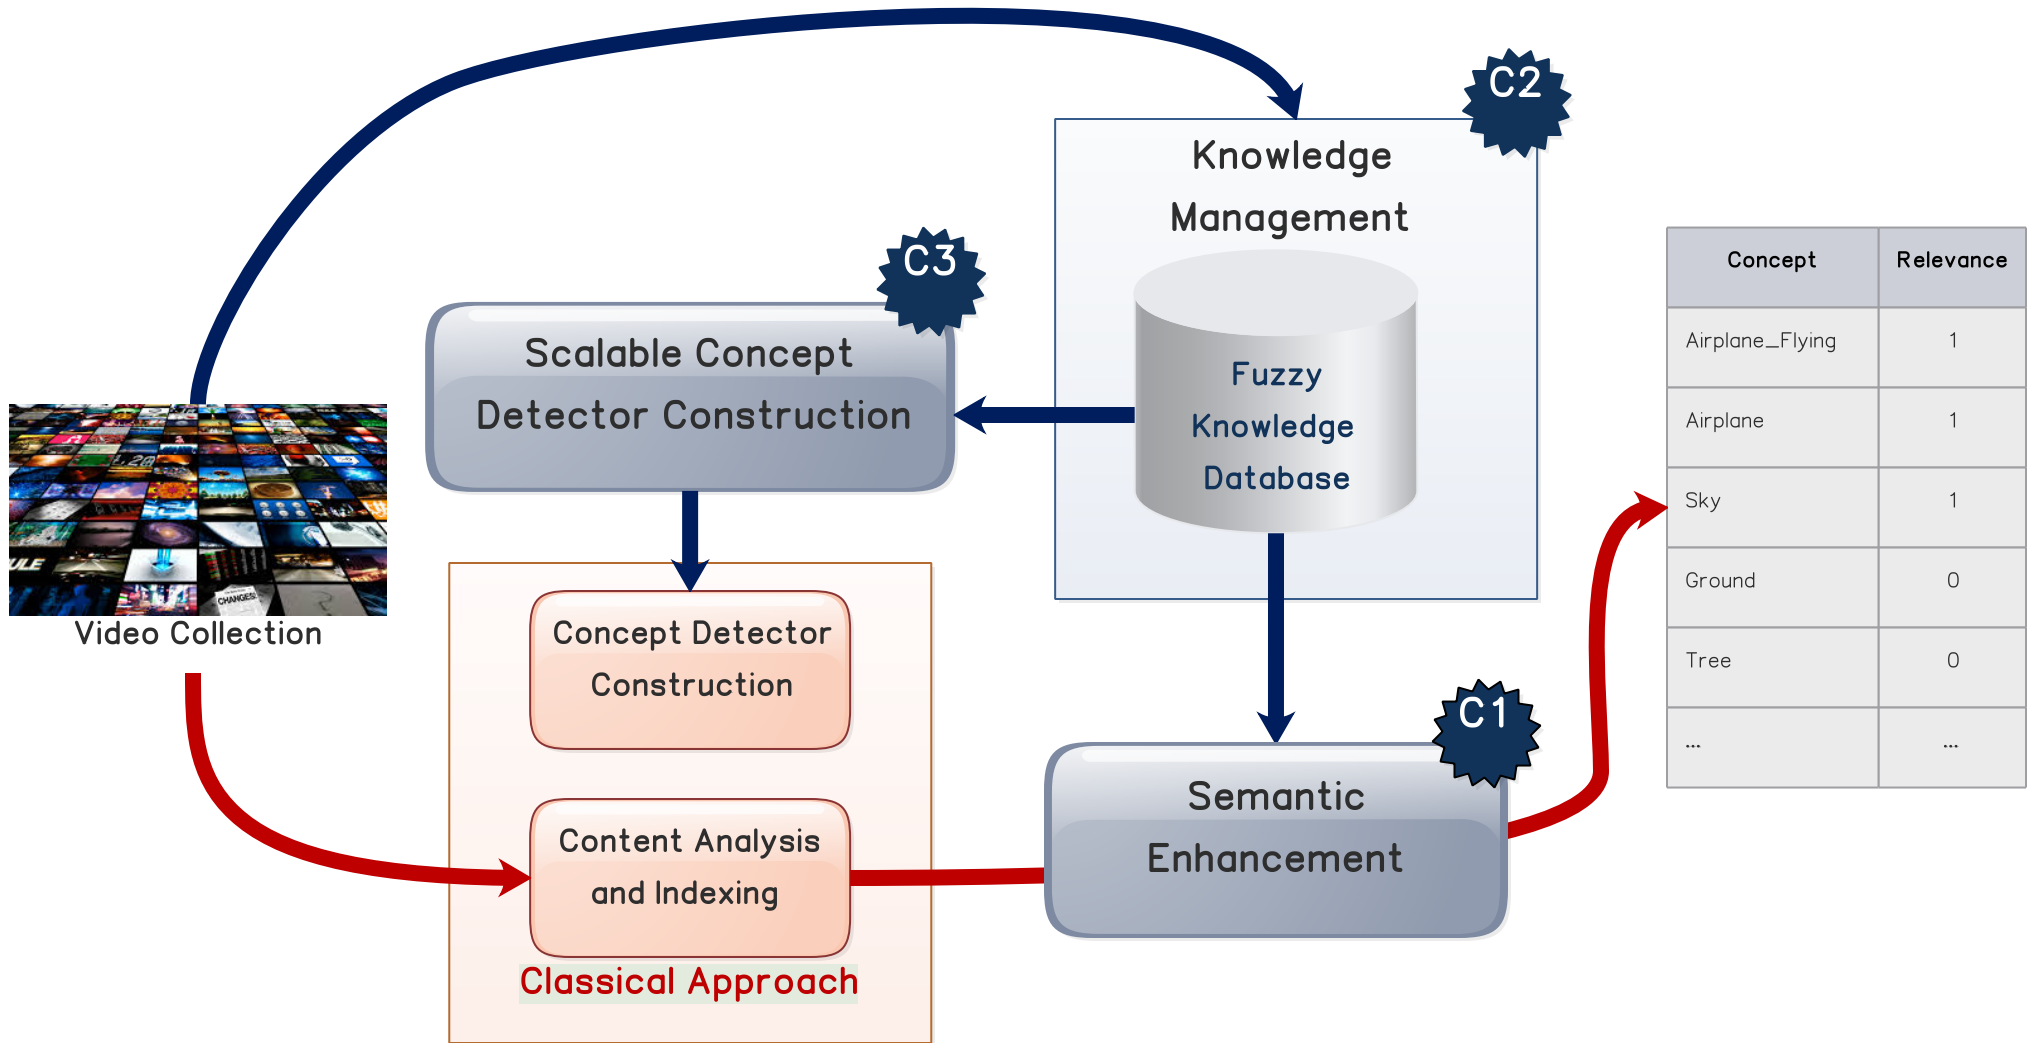 C2
Knowledge
Management
C3
Scalable Concept
Detector Construction
Fuzzy
Knowledge
Database
Concept Relevance
Airplane_Flying 1
Airplane 1
Sky 1
Ground 0
Tree 0
... ...
CHANGES!
Video Collection
Concept Detector
Construction
C1
Semantic
Enhancement
Content Analysis
and Indexing
Classical Approach